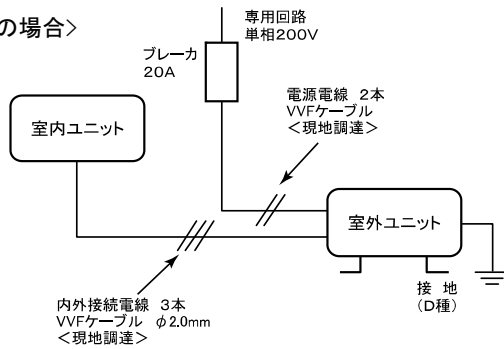 の場合>
専用回路
単相200V
ブレーカ
20A
電源電線 2本
VVFケーブル
<現地調達>
室内ユニット
室外ユニット
内外接続電線 3本
VVFケーブル φ2.0mm
<現地調達>
接 地
(D種)